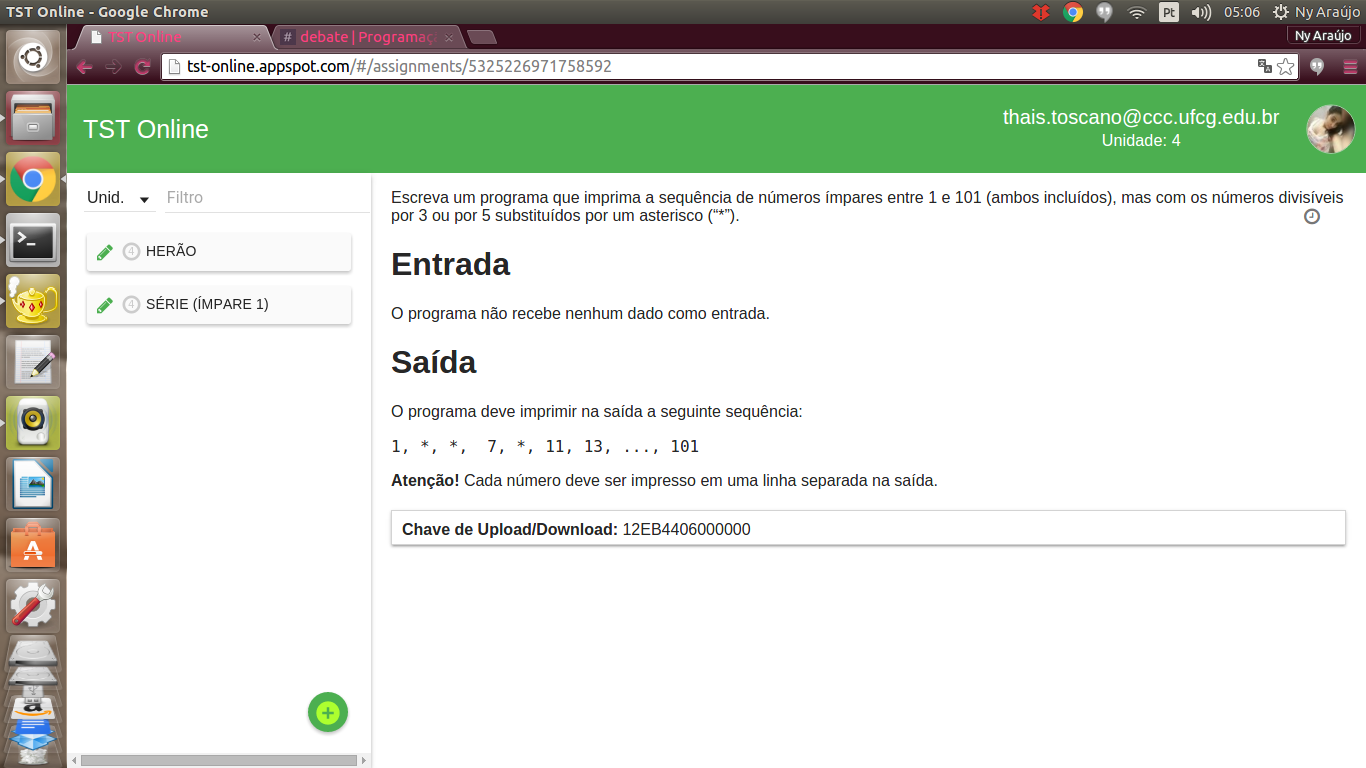 TST Online - Google Chrome
Pt
05:06
Ny Araújo
TST Online
# debate | Programaç
Ny Araújo
tst-online.appspot.com/#/assignments/5325226971758592
TST Online
thais.toscano@ccc.ufcg.edu.br
Unidade: 4
Unid.
Filtro
4 HERÃO
4 SÉRIE (ÍMPARE 1)
Escreva um programa que imprima a sequência de números ímpares entre 1 e 101 (ambos incluídos), mas com os números divisíveis
por 3 ou por 5 substituídos por um asterisco (“*”).
Entrada
O programa não recebe nenhum dado como entrada.
Saída
O programa deve imprimir na saída a seguinte sequência:
1, *, *,  7, *, 11, 13, ..., 101
Atenção! Cada número deve ser impresso em uma linha separada na saída.
Chave de Upload/Download: 12EB4406000000